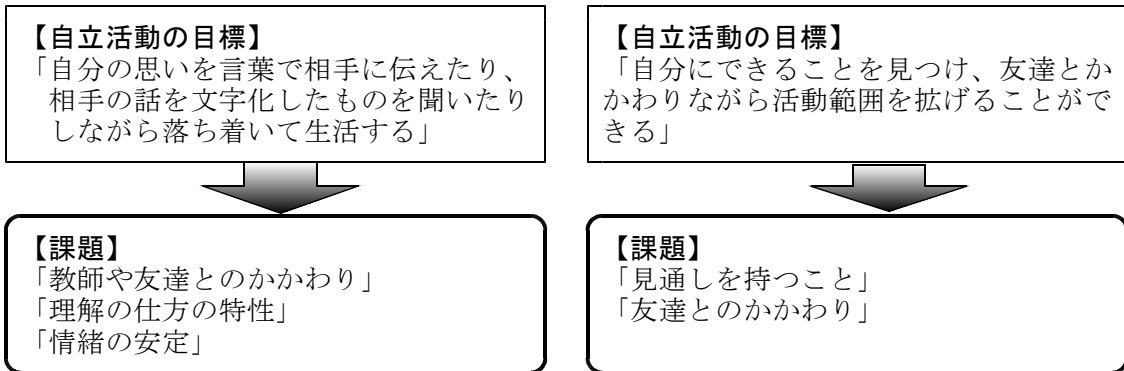 【自立活動の目標】
「自分の思いを言葉で相手に伝えたり、
相手の話を文字化したものを聞いたり
しながら落ち着いて生活する」
【課題】
「教師や友達とのかかわり」
「理解の仕方の特性」
「情緒の安定」
【自立活動の目標】
「自分にできることを見つけ、友達とか
かわりながら活動範囲を拡げることがで
きる」
【課題】
「見通しを持つこと」
「友達とのかかわり」